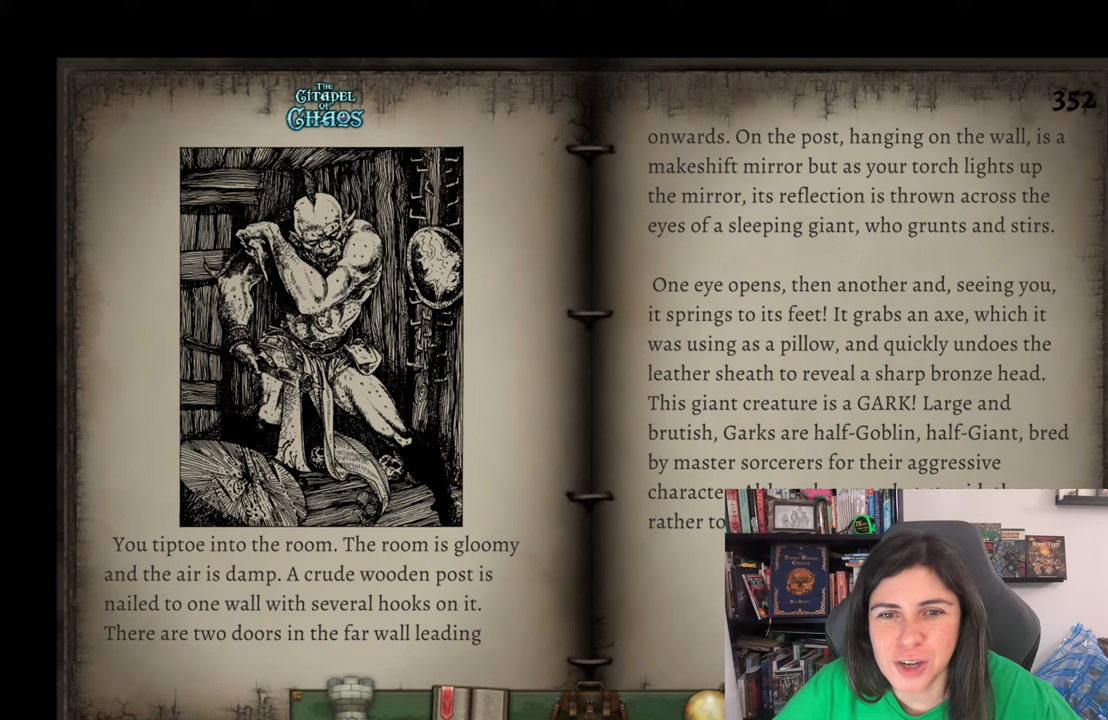 THE
CITADEL
OF
CHAOS
352
You tiptoe into the room. The room is gloomy
and the air is damp. A crude wooden post is
nailed to one wall with several hooks on it.
There are two doors in the far wall leading
onwards. On the post, hanging on the wall, is a
makeshift mirror but as your torch lights up
the mirror, its reflection is thrown across the
eyes of a sleeping giant, who grunts and stirs.
One eye opens, then another and, seeing you,
it springs to its feet! It grabs an axe, which it
was using as a pillow, and quickly undoes the
leather sheath to reveal a sharp bronze head.
This giant creature is a GARK! Large and
brutish, Garks are half-Goblin, half-Giant, bred
by master sorcerers for their aggressive
rather to